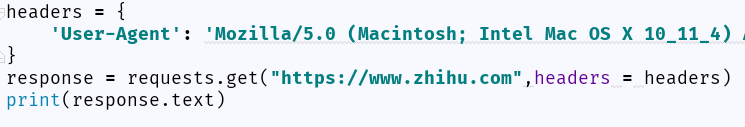 headers = {
    'User-Agent': 'Mozilla/5.0 (Macintosh; Intel Mac OS X 10_11_4)
}
response = requests.get("https://www.zhihu.com",headers = headers)
print(response.text)